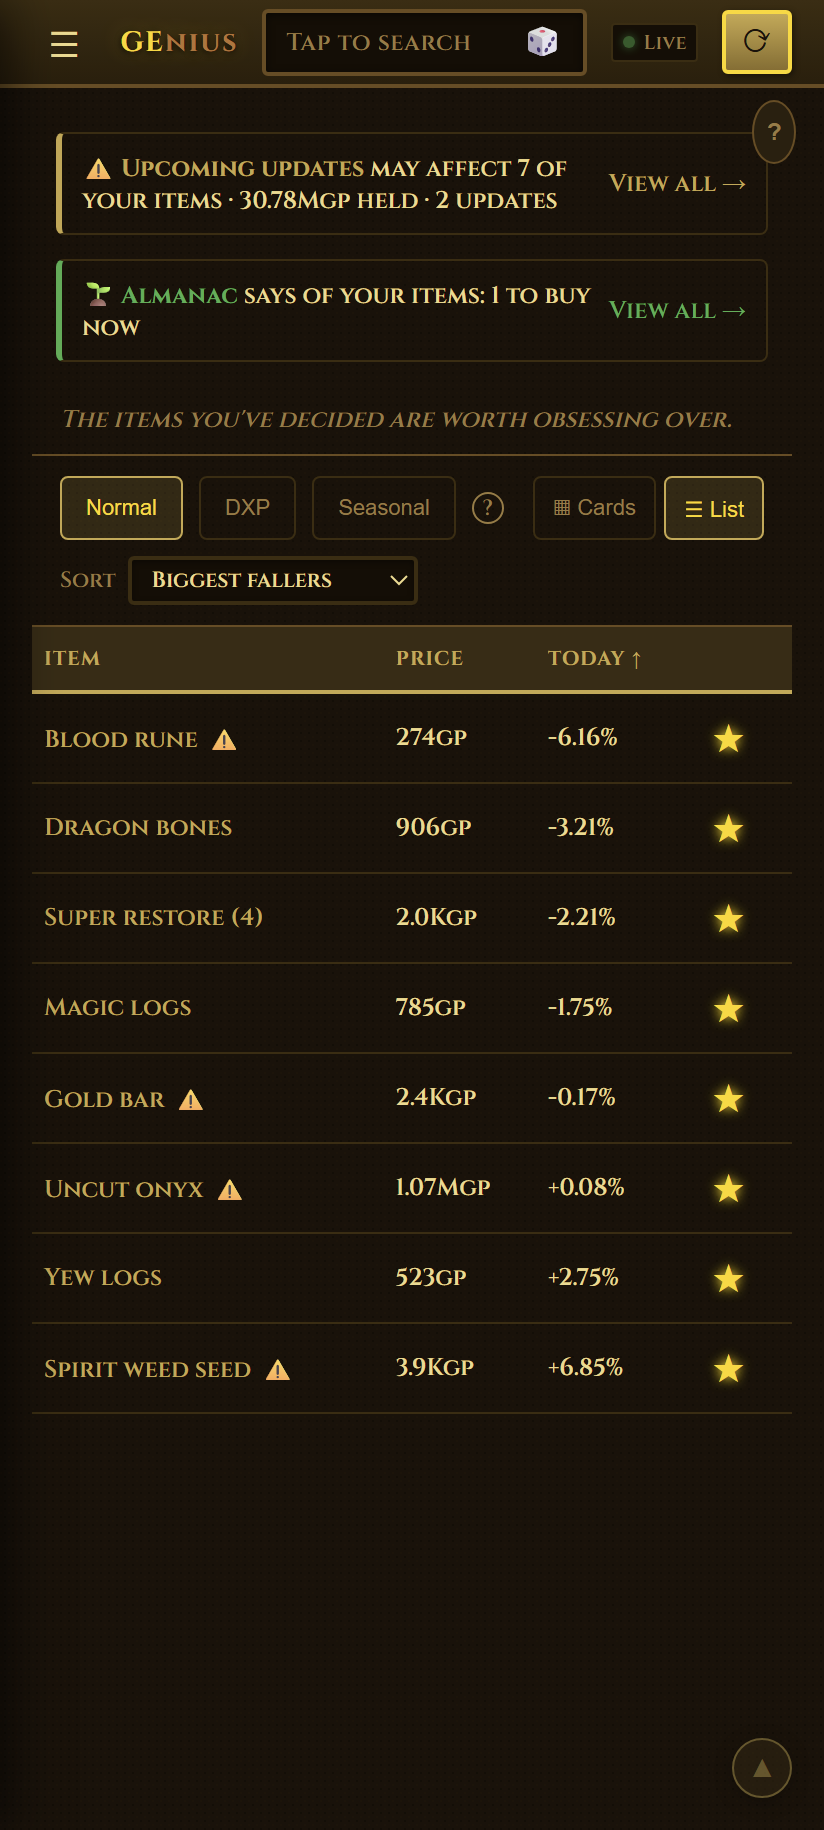 ☰ GENIUS Tap to search Live ⟳
?
⚠ Upcoming updates may affect 7 of
your items · 30.78Mgp held · 2 updates
View all →
Almanac says of your items: 1 to buy
now
View all →
The items you've decided are worth obsessing over.
Normal DXP Seasonal ? ▦ Cards ☰ List
Sort Biggest fallers
Item Price Today ↑
Blood rune ⚠ 274gp -6.16% ★
Dragon bones 906gp -3.21% ★
Super restore (4) 2.0Kgp -2.21% ★
Magic logs 785gp -1.75% ★
Gold bar ⚠ 2.4Kgp -0.17% ★
Uncut onyx ⚠ 1.07Mgp +0.08% ★
Yew logs 523gp +2.75% ★
Spirit weed seed ⚠ 3.9Kgp +6.85% ★
▲